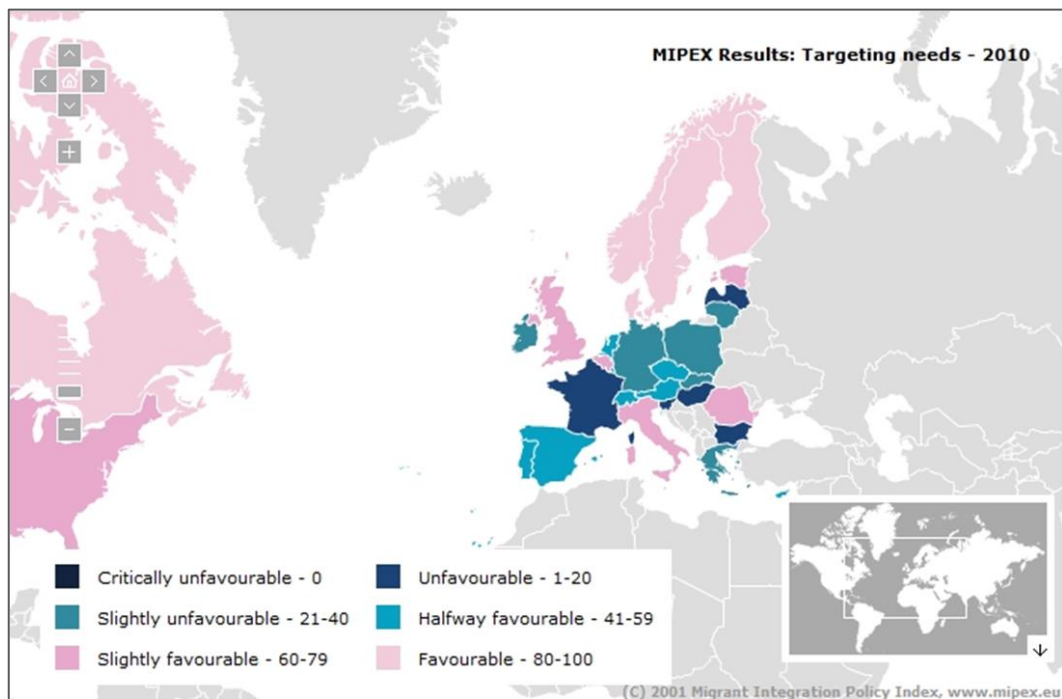 MIPEX Results: Targeting needs - 2010
Critically unfavourable - 0
Unfavourable - 1-20
Slightly unfavourable - 21-40
Halfway favourable - 41-59
Slightly favourable - 60-79
Favourable - 80-100
(C) 2001 Migrant Integration Policy Index, www.mipex.eu